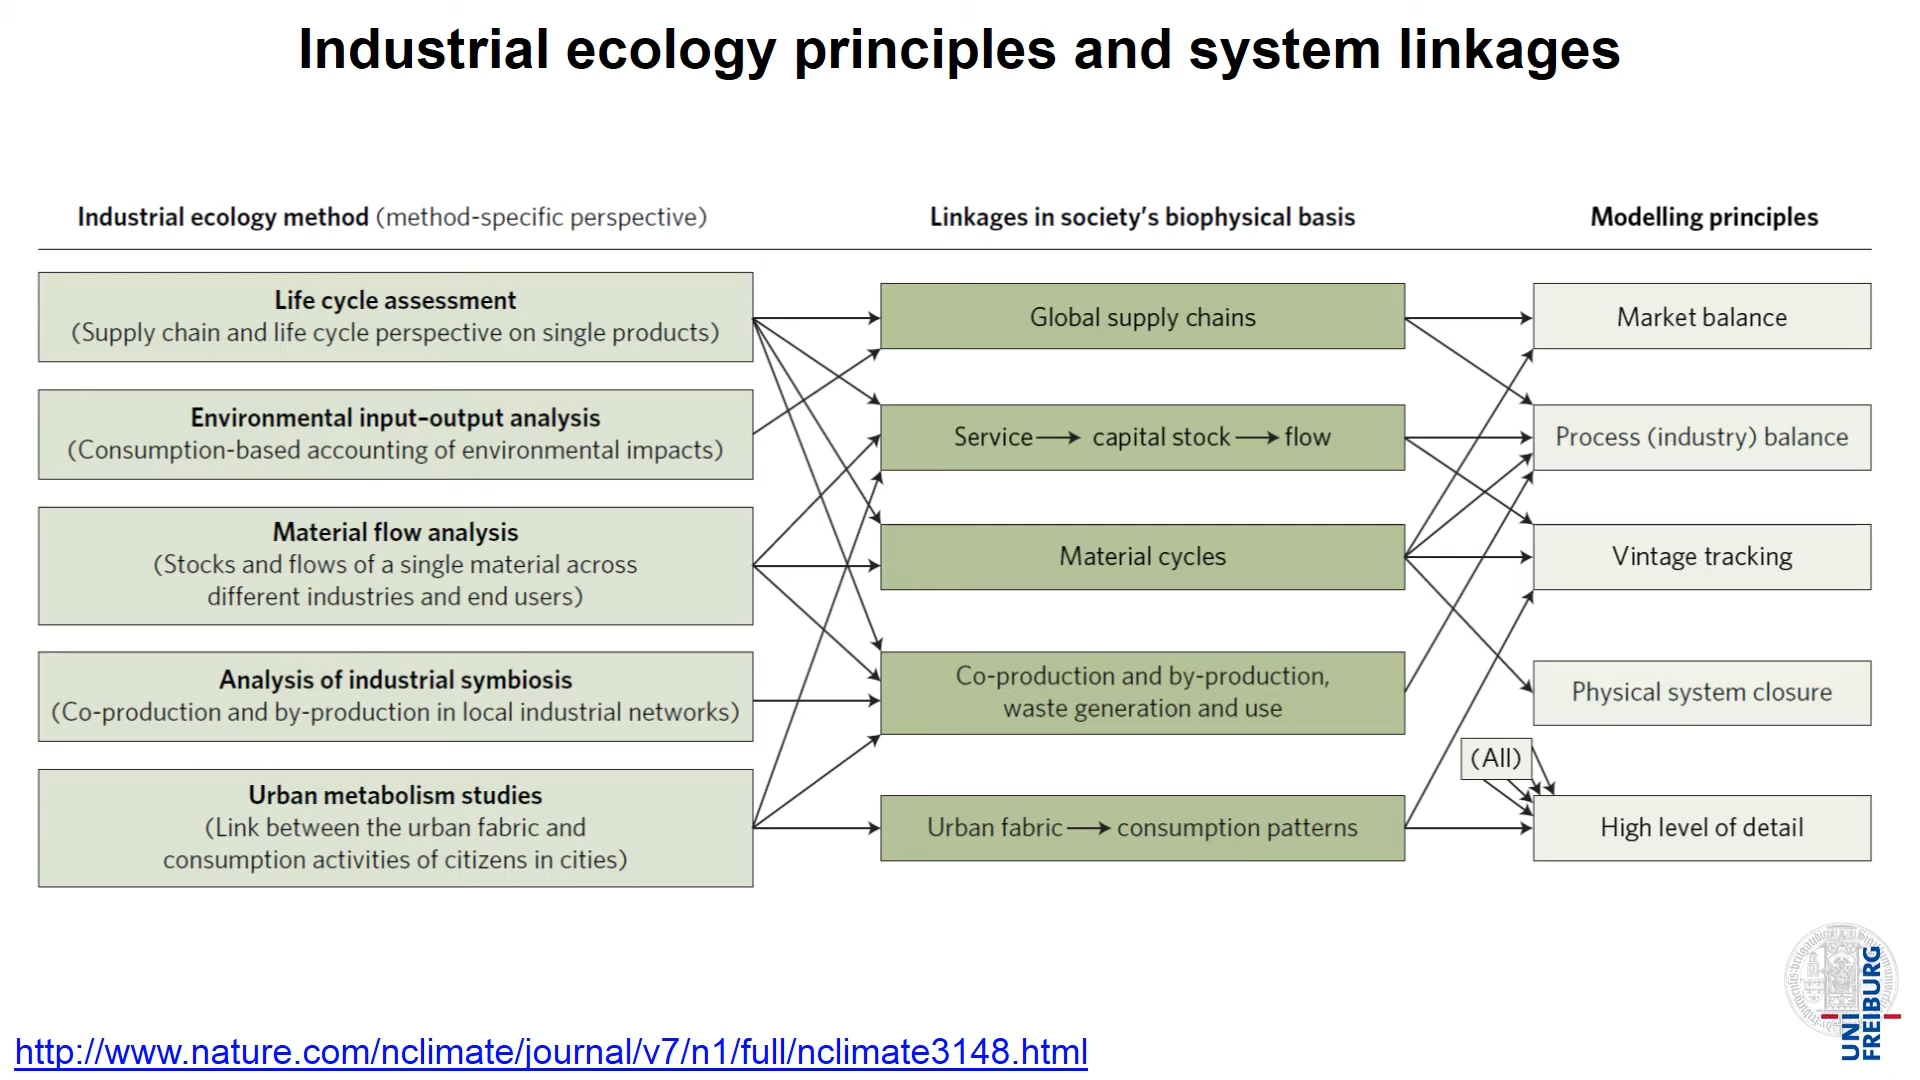 Industrial ecology principles and system linkages
Industrial ecology method (method-specific perspective)
Linkages in society's biophysical basis
Modelling principles
Life cycle assessment
(Supply chain and life cycle perspective on single products)
Environmental input–output analysis
(Consumption-based accounting of environmental impacts)
Material flow analysis
(Stocks and flows of a single material across
different industries and end users)
Analysis of industrial symbiosis
(Co-production and by-production in local industrial networks)
Urban metabolism studies
(Link between the urban fabric and
consumption activities of citizens in cities)
Global supply chains
Service → capital stock → flow
Material cycles
Co-production and by-production,
waste generation and use
Urban fabric → consumption patterns
Market balance
Process (industry) balance
Vintage tracking
Physical system closure
(All)
High level of detail
http://www.nature.com/nclimate/journal/v7/n1/full/nclimate3148.html
UNI
FREIBURG